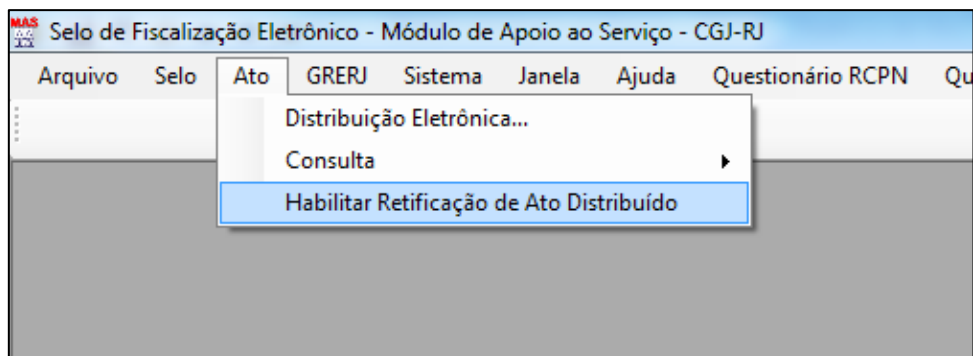 MAS
Selo de Fiscalização Eletrônico - Módulo de Apoio ao Serviço - CGJ-RJ
Arquivo Selo Ato GRERJ Sistema Janela Ajuda Questionário RCPN Qu
Distribuição Eletrônica...
Consulta
Habilitar Retificação de Ato Distribuído